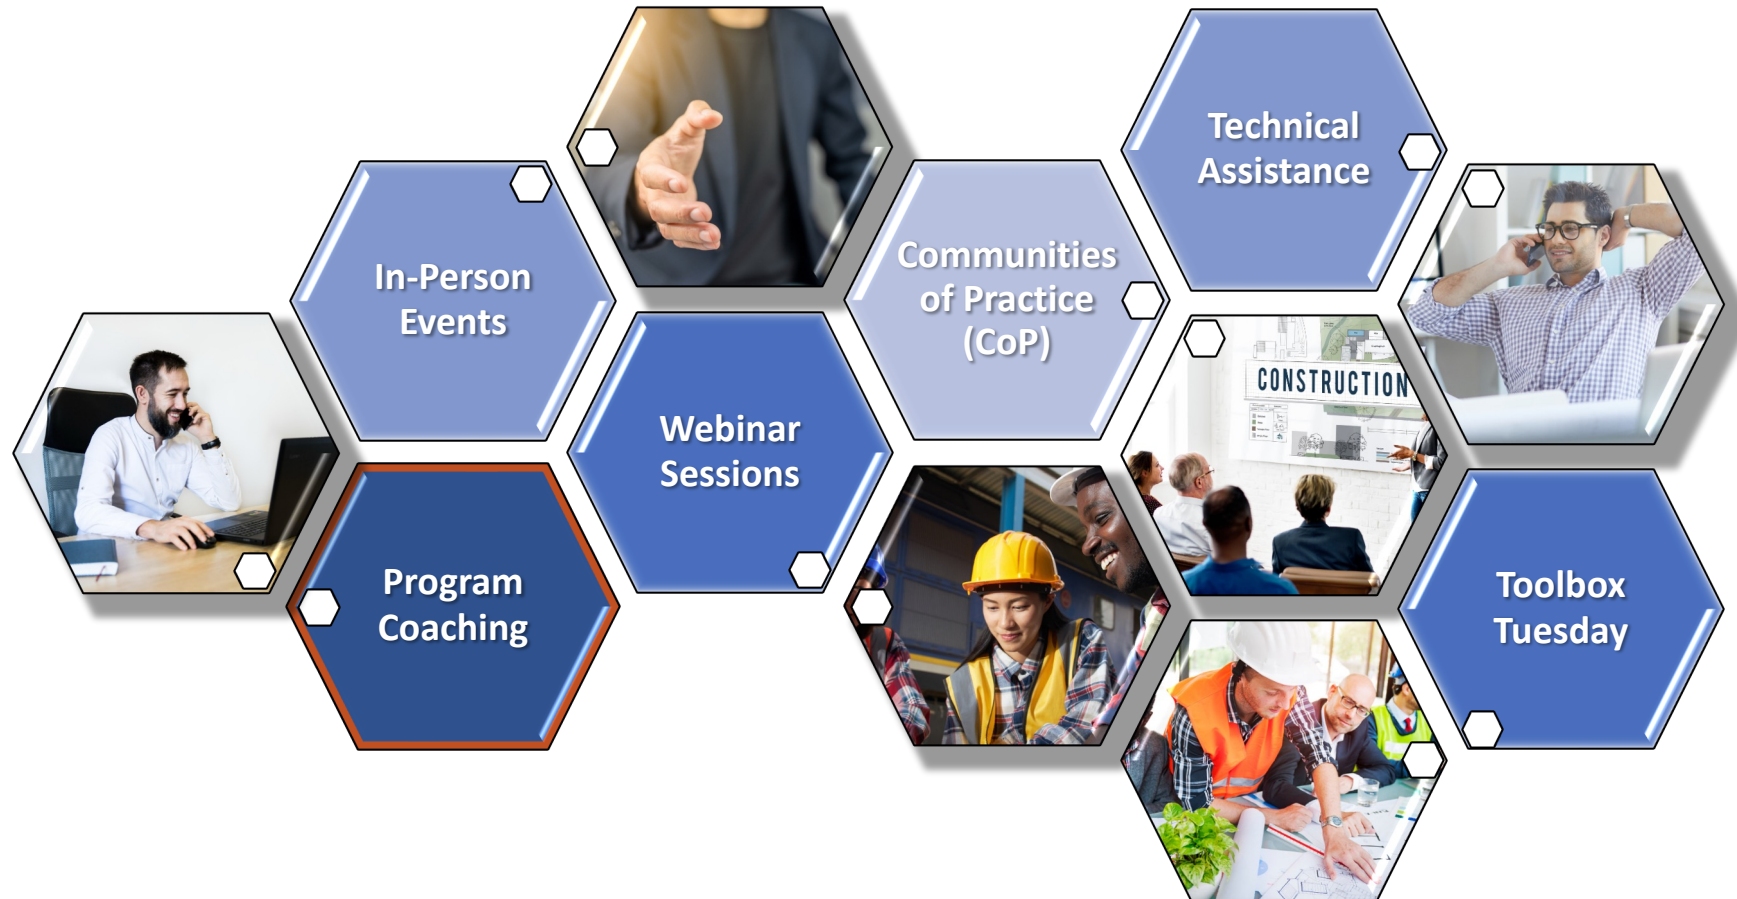 Technical
Assistance
In-Person
Events
Communities
of Practice
(CoP)
CONSTRUCTION
Webinar
Sessions
Program
Coaching
Toolbox
Tuesday